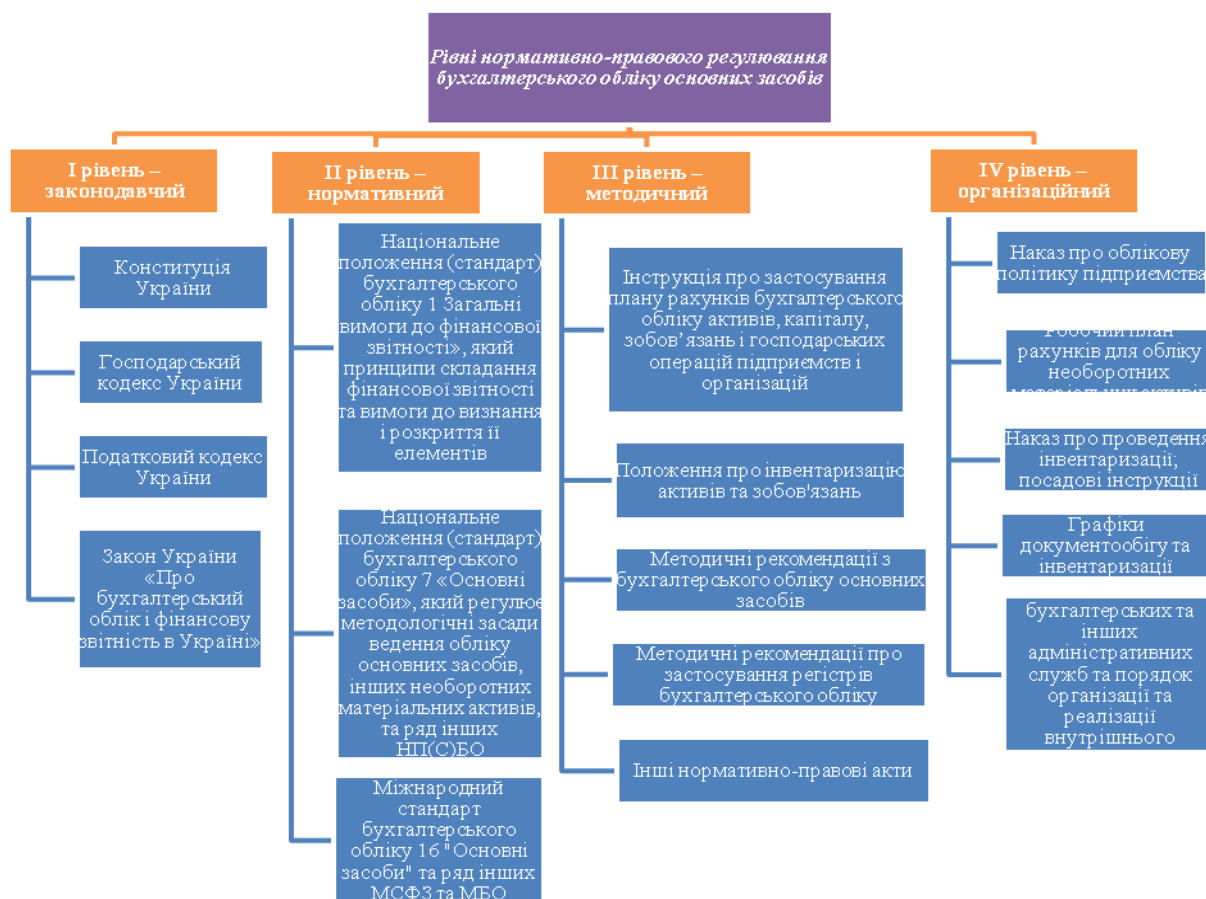 Рівні нормативно-правового регулювання
бухгалтерського обліку основних засобів
І рівень –
законодавчий
Конституція
України
Господарський
кодекс України
Податковий кодекс
України
Закон України
«Про
бухгалтерський
облік і фінансову
звітність в Україні»
ІІ рівень –
нормативний
Національне
положення (стандарт)
бухгалтерського
обліку 1 Загальні
вимоги до фінансової
звітності», який
принципи складання
фінансової звітності
та вимоги до визнання
і розкриття її
елементів
Національне
положення (стандарт)
бухгалтерського
обліку 7 «Основні
засоби», який регулює
методологічні засади
ведення обліку
основних засобів,
інших необоротних
матеріальних активів,
та ряд інших
НП(С)БО
Міжнародний
стандарт
бухгалтерського
обліку 16 "Основні
засоби" та ряд інших
МСФЗ та МБО
ІІІ рівень –
методичний
Інструкція про застосування
плану рахунків бухгалтерського
обліку активів, капіталу,
зобов’язань і господарських
операцій підприємств і
організацій
Положення про інвентаризацію
активів та зобов'язань
Методичні рекомендації з
бухгалтерського обліку основних
засобів
Методичні рекомендації про
застосування регістрів
бухгалтерського обліку
Інші нормативно-правові акти
IV рівень –
організаційний
Наказ про облікову
політику підприємства
Робочий план
рахунків для обліку
необоротних
матеріальних активів
Наказ про проведення
інвентаризації;
посадові інструкції
Графіки
документообігу та
інвентаризації
бухгалтерських та
інших
адміністративних
служб та порядок
організації та
реалізації
внутрішнього